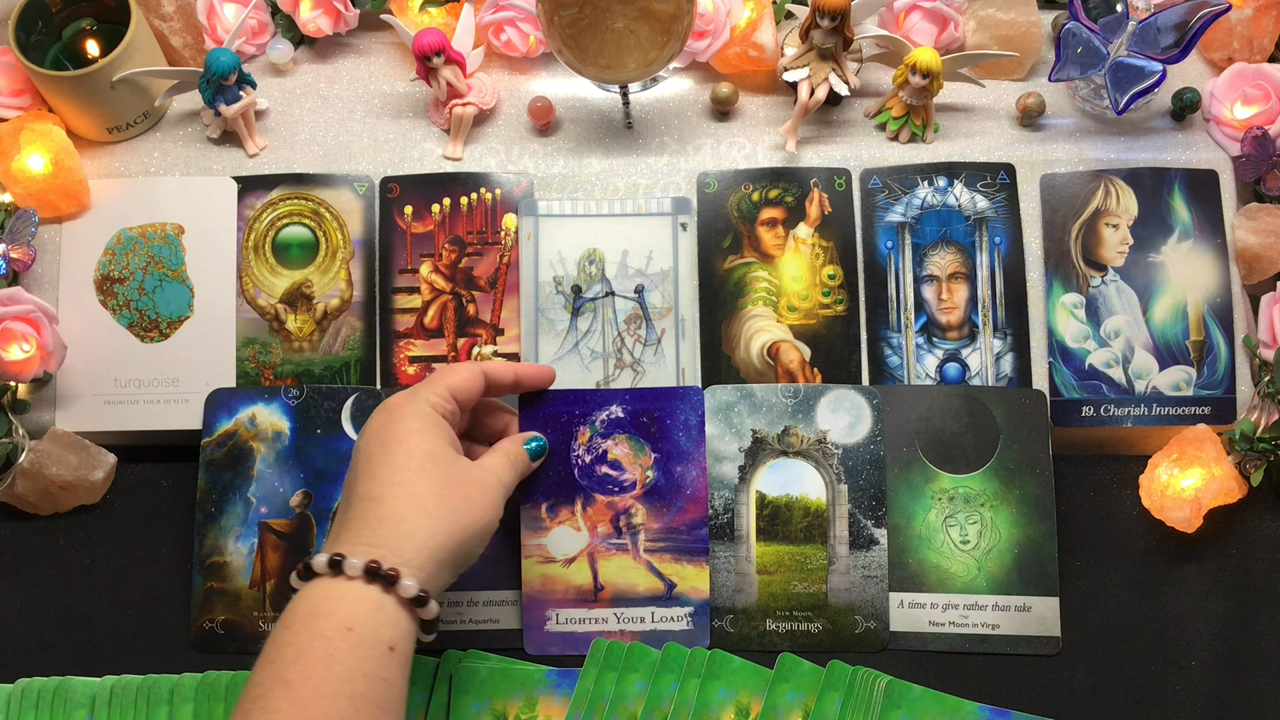 PEACE
turquoise
PRIORITIZE YOUR HEALTH
19. Cherish Innocence
26
22
into the situation
Moon in Aquarius
LIGHTEN YOUR LOAD
NEW MOON
Beginnings
A time to give rather than take
New Moon in Virgo